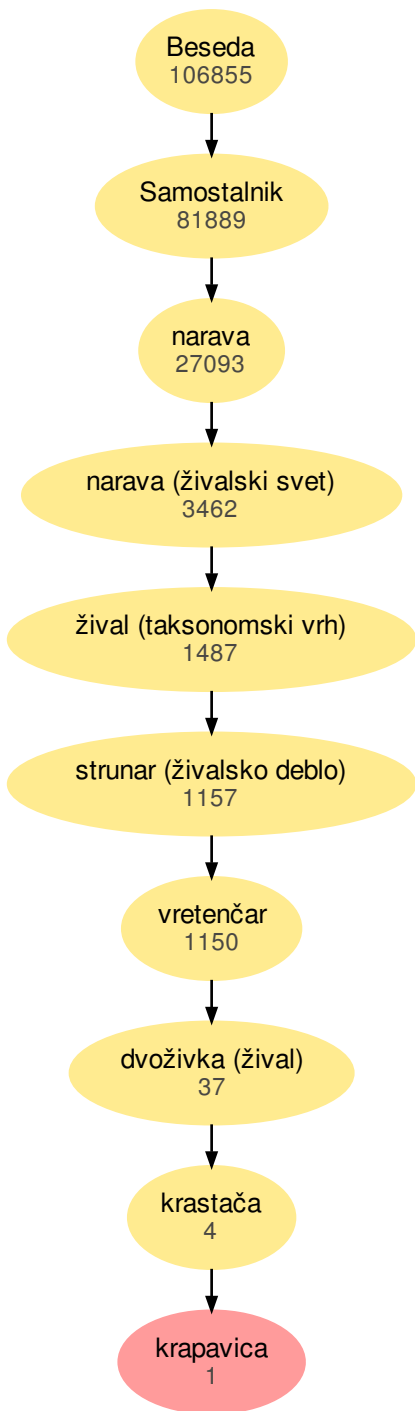 Beseda
106855
Samostalnik
81889
narava
27093
narava (živalski svet)
3462
žival (taksonomski vrh)
1487
strunar (živalsko deblo)
1157
vretenčar
1150
dvoživka (žival)
37
krastača
4
krapavica
1